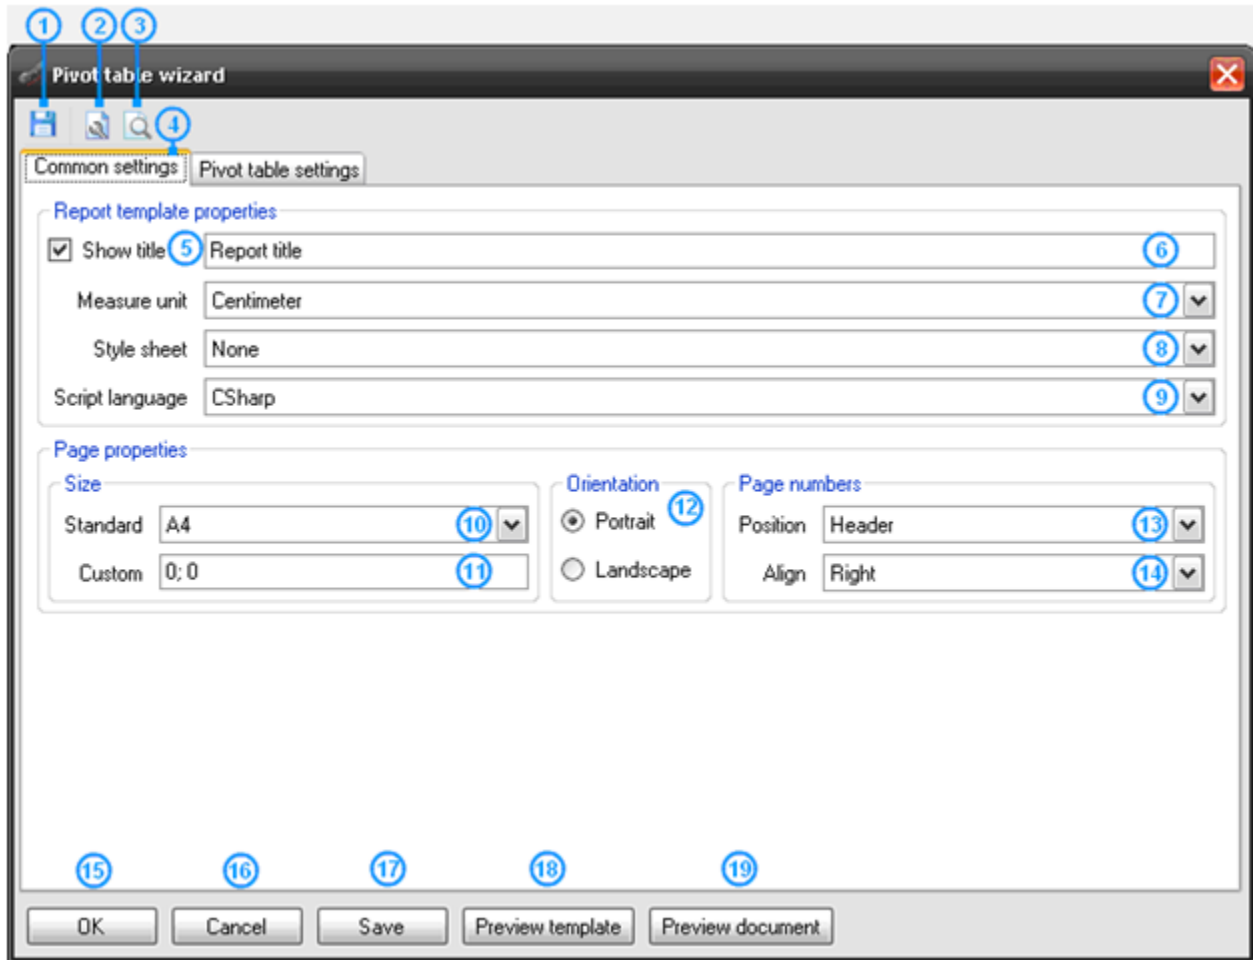 1 2 3
Pivot table wizard
4
Common settings Pivot table settings
Report template properties
Show title 5 Report title 6
Measure unit Centimeter 7
Style sheet None 8
Script language CSharp 9
Page properties
Size Orientation Page numbers
Standard A4 10 Portrait 12 Position Header 13
Custom 0; 0 11 Landscape Align Right 14
15 16 17 18 19
OK Cancel Save Preview template Preview document